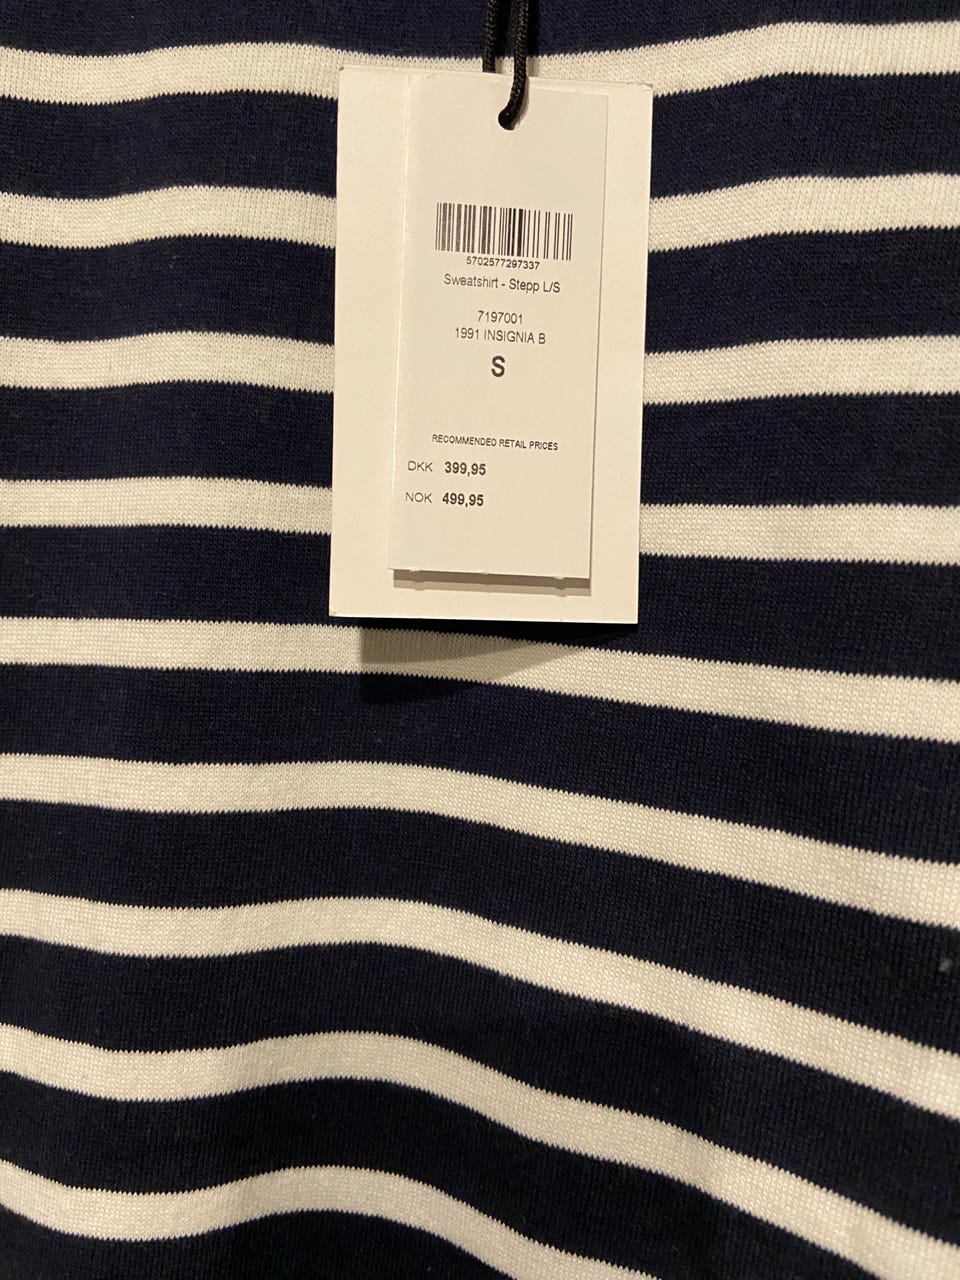 5702577297337
Sweatshirt - Stepp L/S
7197001
1991 INSIGNIA B
S
RECOMMENDED RETAIL PRICES
DKK 399,95
NOK 499,95